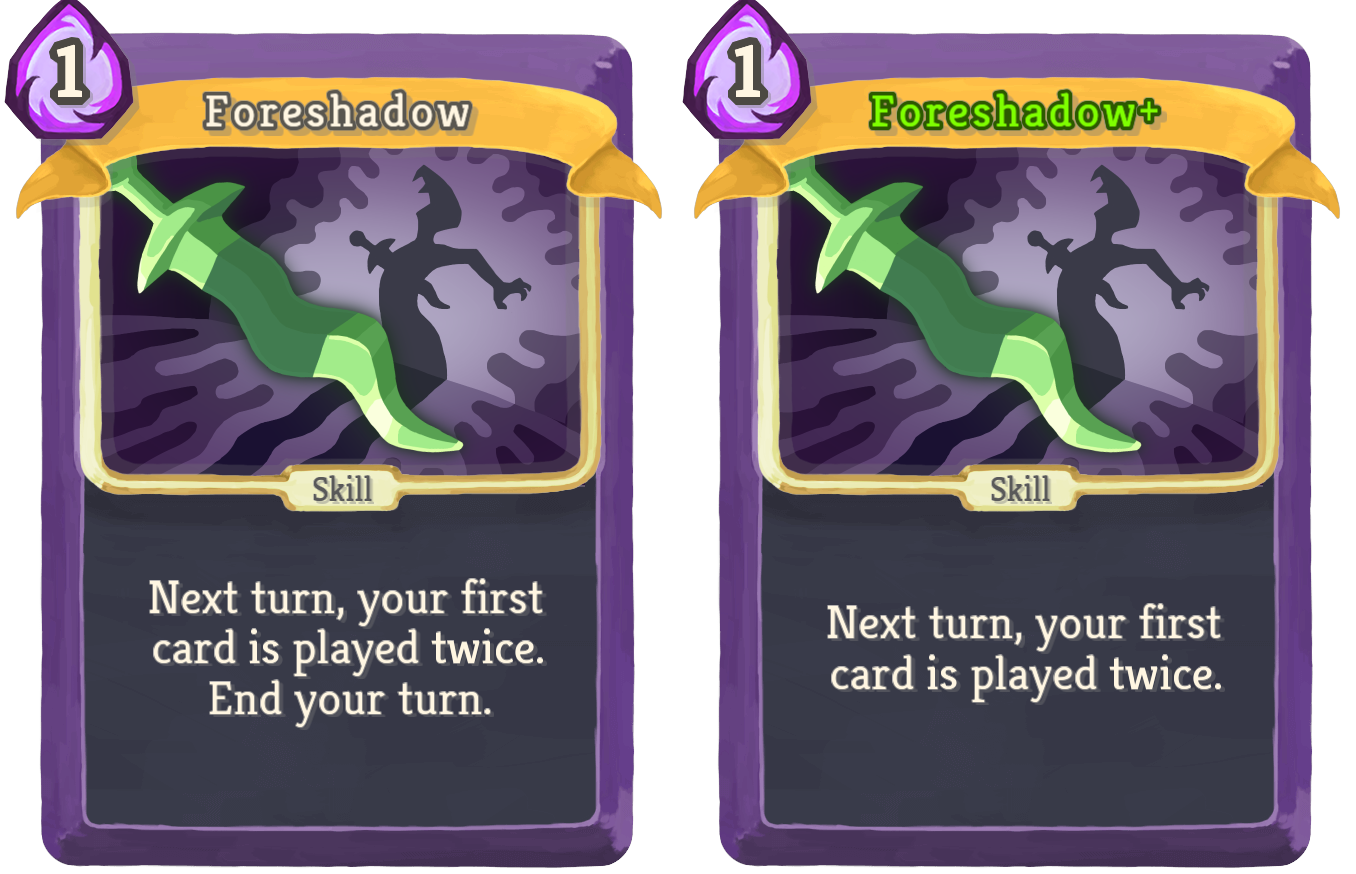 1
Foreshadow
Skill
Next turn, your first
card is played twice.
End your turn.
1
Foreshadow+
Skill
Next turn, your first
card is played twice.